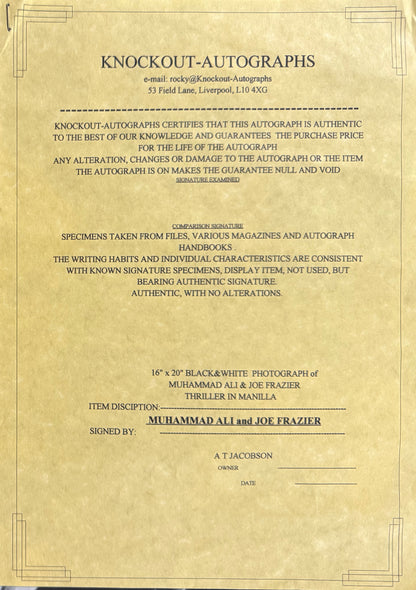 KNOCKOUT-AUTOGRAPHS
e-mail: rocky@Knockout-Autographs
53 Field Lane, Liverpool, L10 4XG
KNOCKOUT-AUTOGRAPHS CERTIFIES THAT THIS AUTOGRAPH IS AUTHENTIC
TO THE BEST OF OUR KNOWLEDGE AND GUARANTEES THE PURCHASE PRICE
FOR THE LIFE OF THE AUTOGRAPH
ANY ALTERATION, CHANGES OR DAMAGE TO THE AUTOGRAPH OR THE ITEM
THE AUTOGRAPH IS ON MAKES THE GUARANTEE NULL AND VOID
SIGNATURE EXAMINED
COMPARISON SIGNATURE
SPECIMENS TAKEN FROM FILES, VARIOUS MAGAZINES AND AUTOGRAPH
HANDBOOKS .
THE WRITING HABITS AND INDIVIDUAL CHARACTERISTICS ARE CONSISTENT
WITH KNOWN SIGNATURE SPECIMENS, DISPLAY ITEM, NOT USED, BUT
BEARING AUTHENTIC SIGNATURE.
AUTHENTIC, WITH NO ALTERATIONS.
16" x 20" BLACK&WHITE PHOTOGRAPH of
MUHAMMAD ALI & JOE FRAZIER
THRILLER IN MANILLA
ITEM DISCIPTION:
MUHAMMAD ALI and JOE FRAZIER
SIGNED BY:
A T JACOBSON
OWNER
DATE